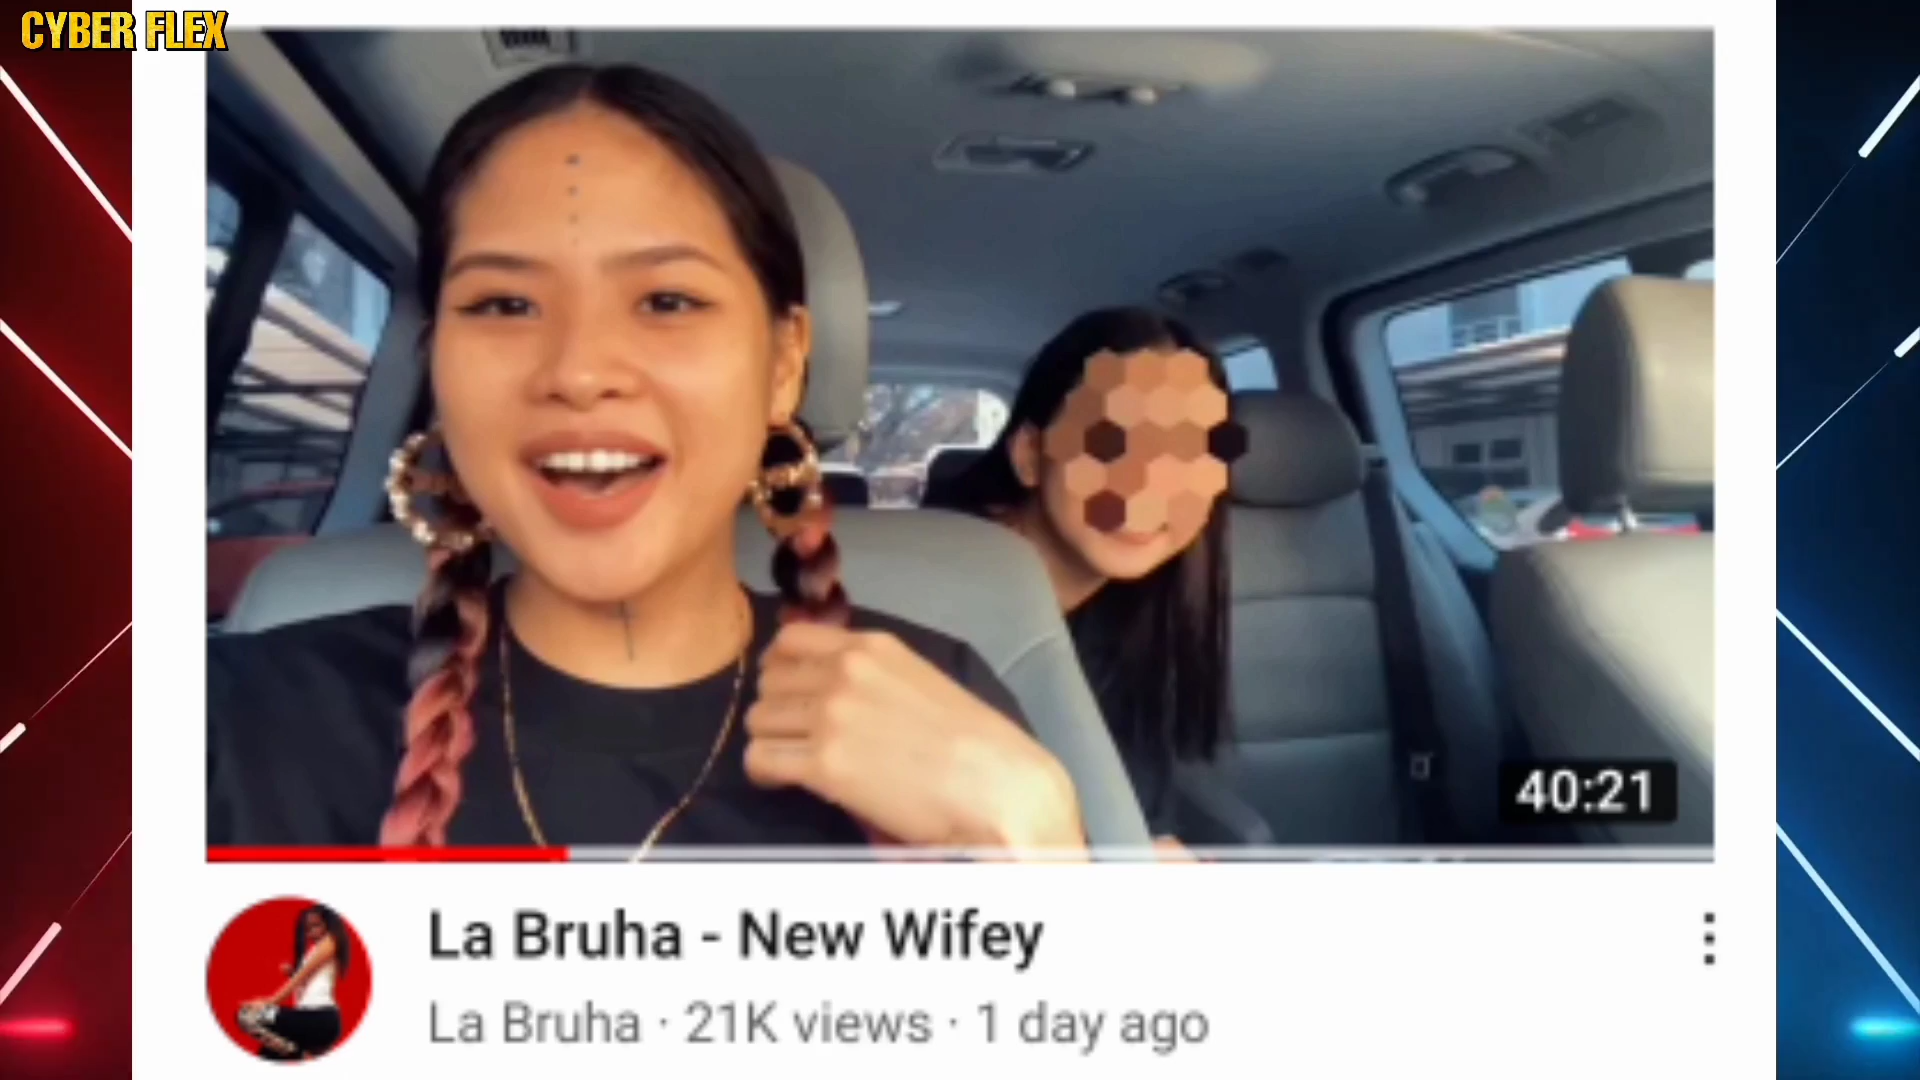 CYBER FLEX
40:21
La Bruha - New Wifey
La Bruha · 21K views · 1 day ago